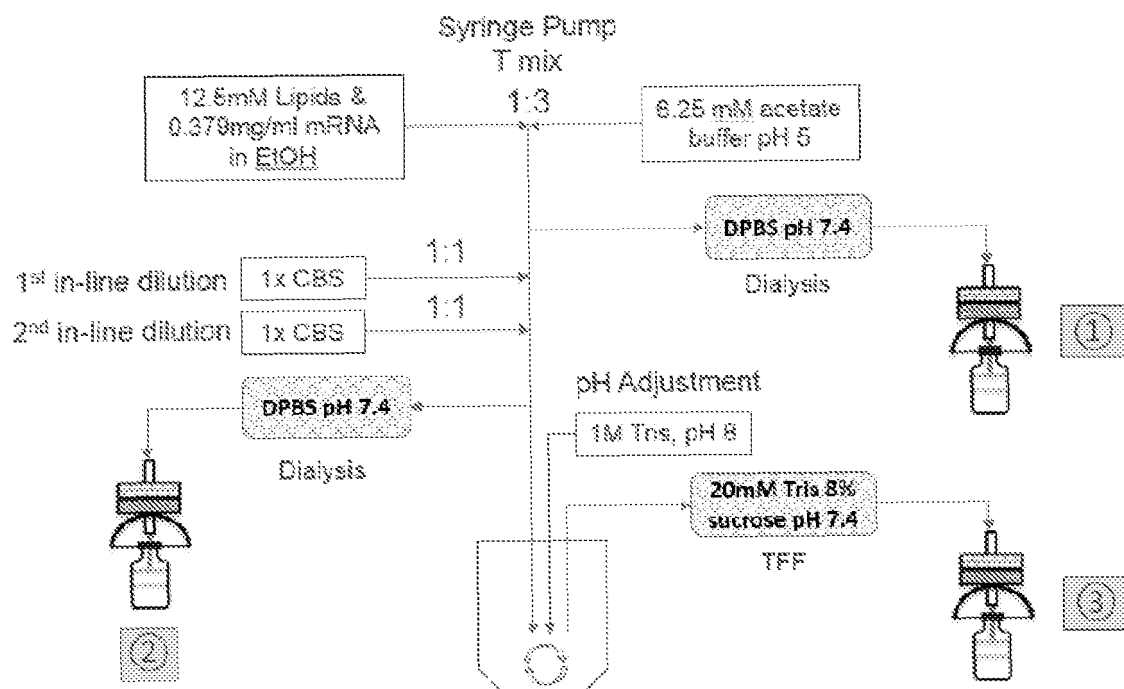 Syringe Pump
T mix
1:3
12.5mM Lipids &
0.379mg/ml mRNA
in EtOH
6.25 mM acetate
buffer pH 5
DPBS pH 7.4
Dialysis
①
1st in-line dilution
1x CBS
1:1
2nd in-line dilution
1x CBS
1:1
DPBS pH 7.4
Dialysis
②
pH Adjustment
1M Tris, pH 8
20mM Tris 8%
sucrose pH 7.4
TFF
③